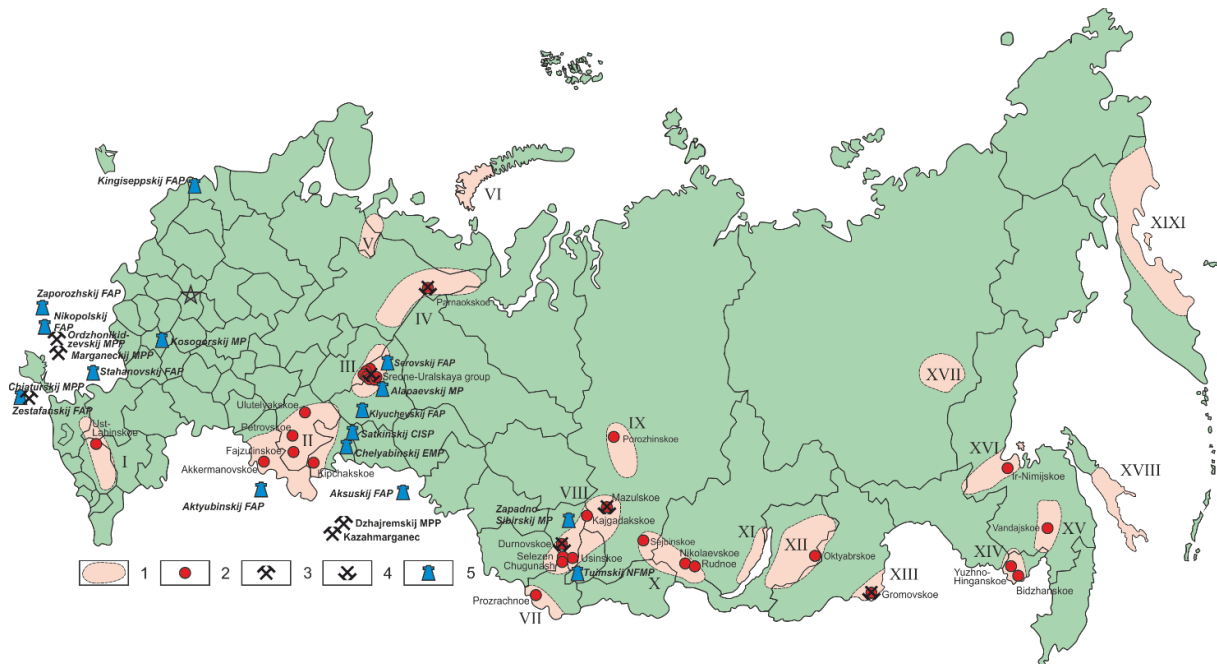 Kingiseppskij FAP
VI
XIXI
V
Zaporozhskij FAP
Nikopolskij
FAP
Ordzhonikid-
zevskij MPP
Marganeckij MPP
Kosogorskij MP
Parnaokskoe
IV
Stahanovskij FAP
Chiaturskij MPP
Zestafanskij FAP
III
Serovskij FAP
Sredne-Uralskaya group
Alapaevskij MP
XVII
Ulutelyakskoe
Klyuchevskij FAP
Petrovskoe
II
Satkinskij CISP
Ust-
Labinskoe
I
Fajzulinskoe
Chelyabinskij EMP
Akkermanovskoe
Kipchakskoe
IX
Porozhinskoe
XVI
Ir-Nimijskoe
XVIII
Aktyubinskij FAP
Aksuskij FAP
VIII
Mazulskoe
Zapadno-
Sibirskij MP
Kajgadakskoe
Dzhajremskij MPP
Kazahmarganec
Durnovskoe
Selezen
Chugunash
Usinskoe
Sejbinskoe
Nikolaevskoe
Rudnoe
XI
XII
Oktyabrskoe
Vandajskoe
XV
XIV
Yuzhno-
Hinganskoe
Bidzhanskoe
1
2
3
4
5
Tuimskij NFMP
X
XIII
Gromovskoe
Prozrachnoe
VII